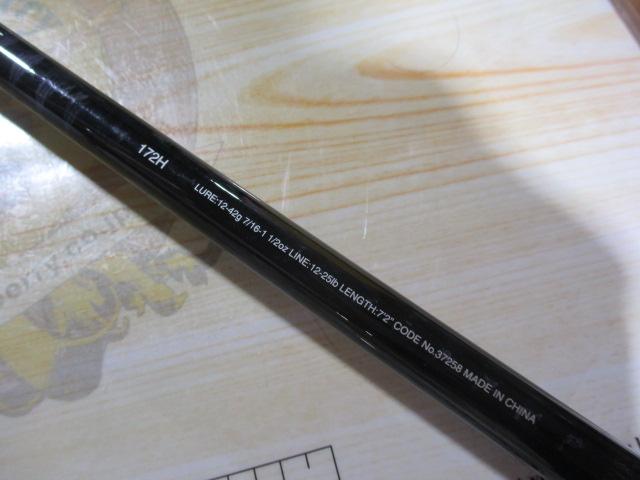 172H
LURE:12-42g 7/16-1 1/2oz LINE:12-25lb LENGTH:7'2" CODE No.37258 MADE IN CHINA